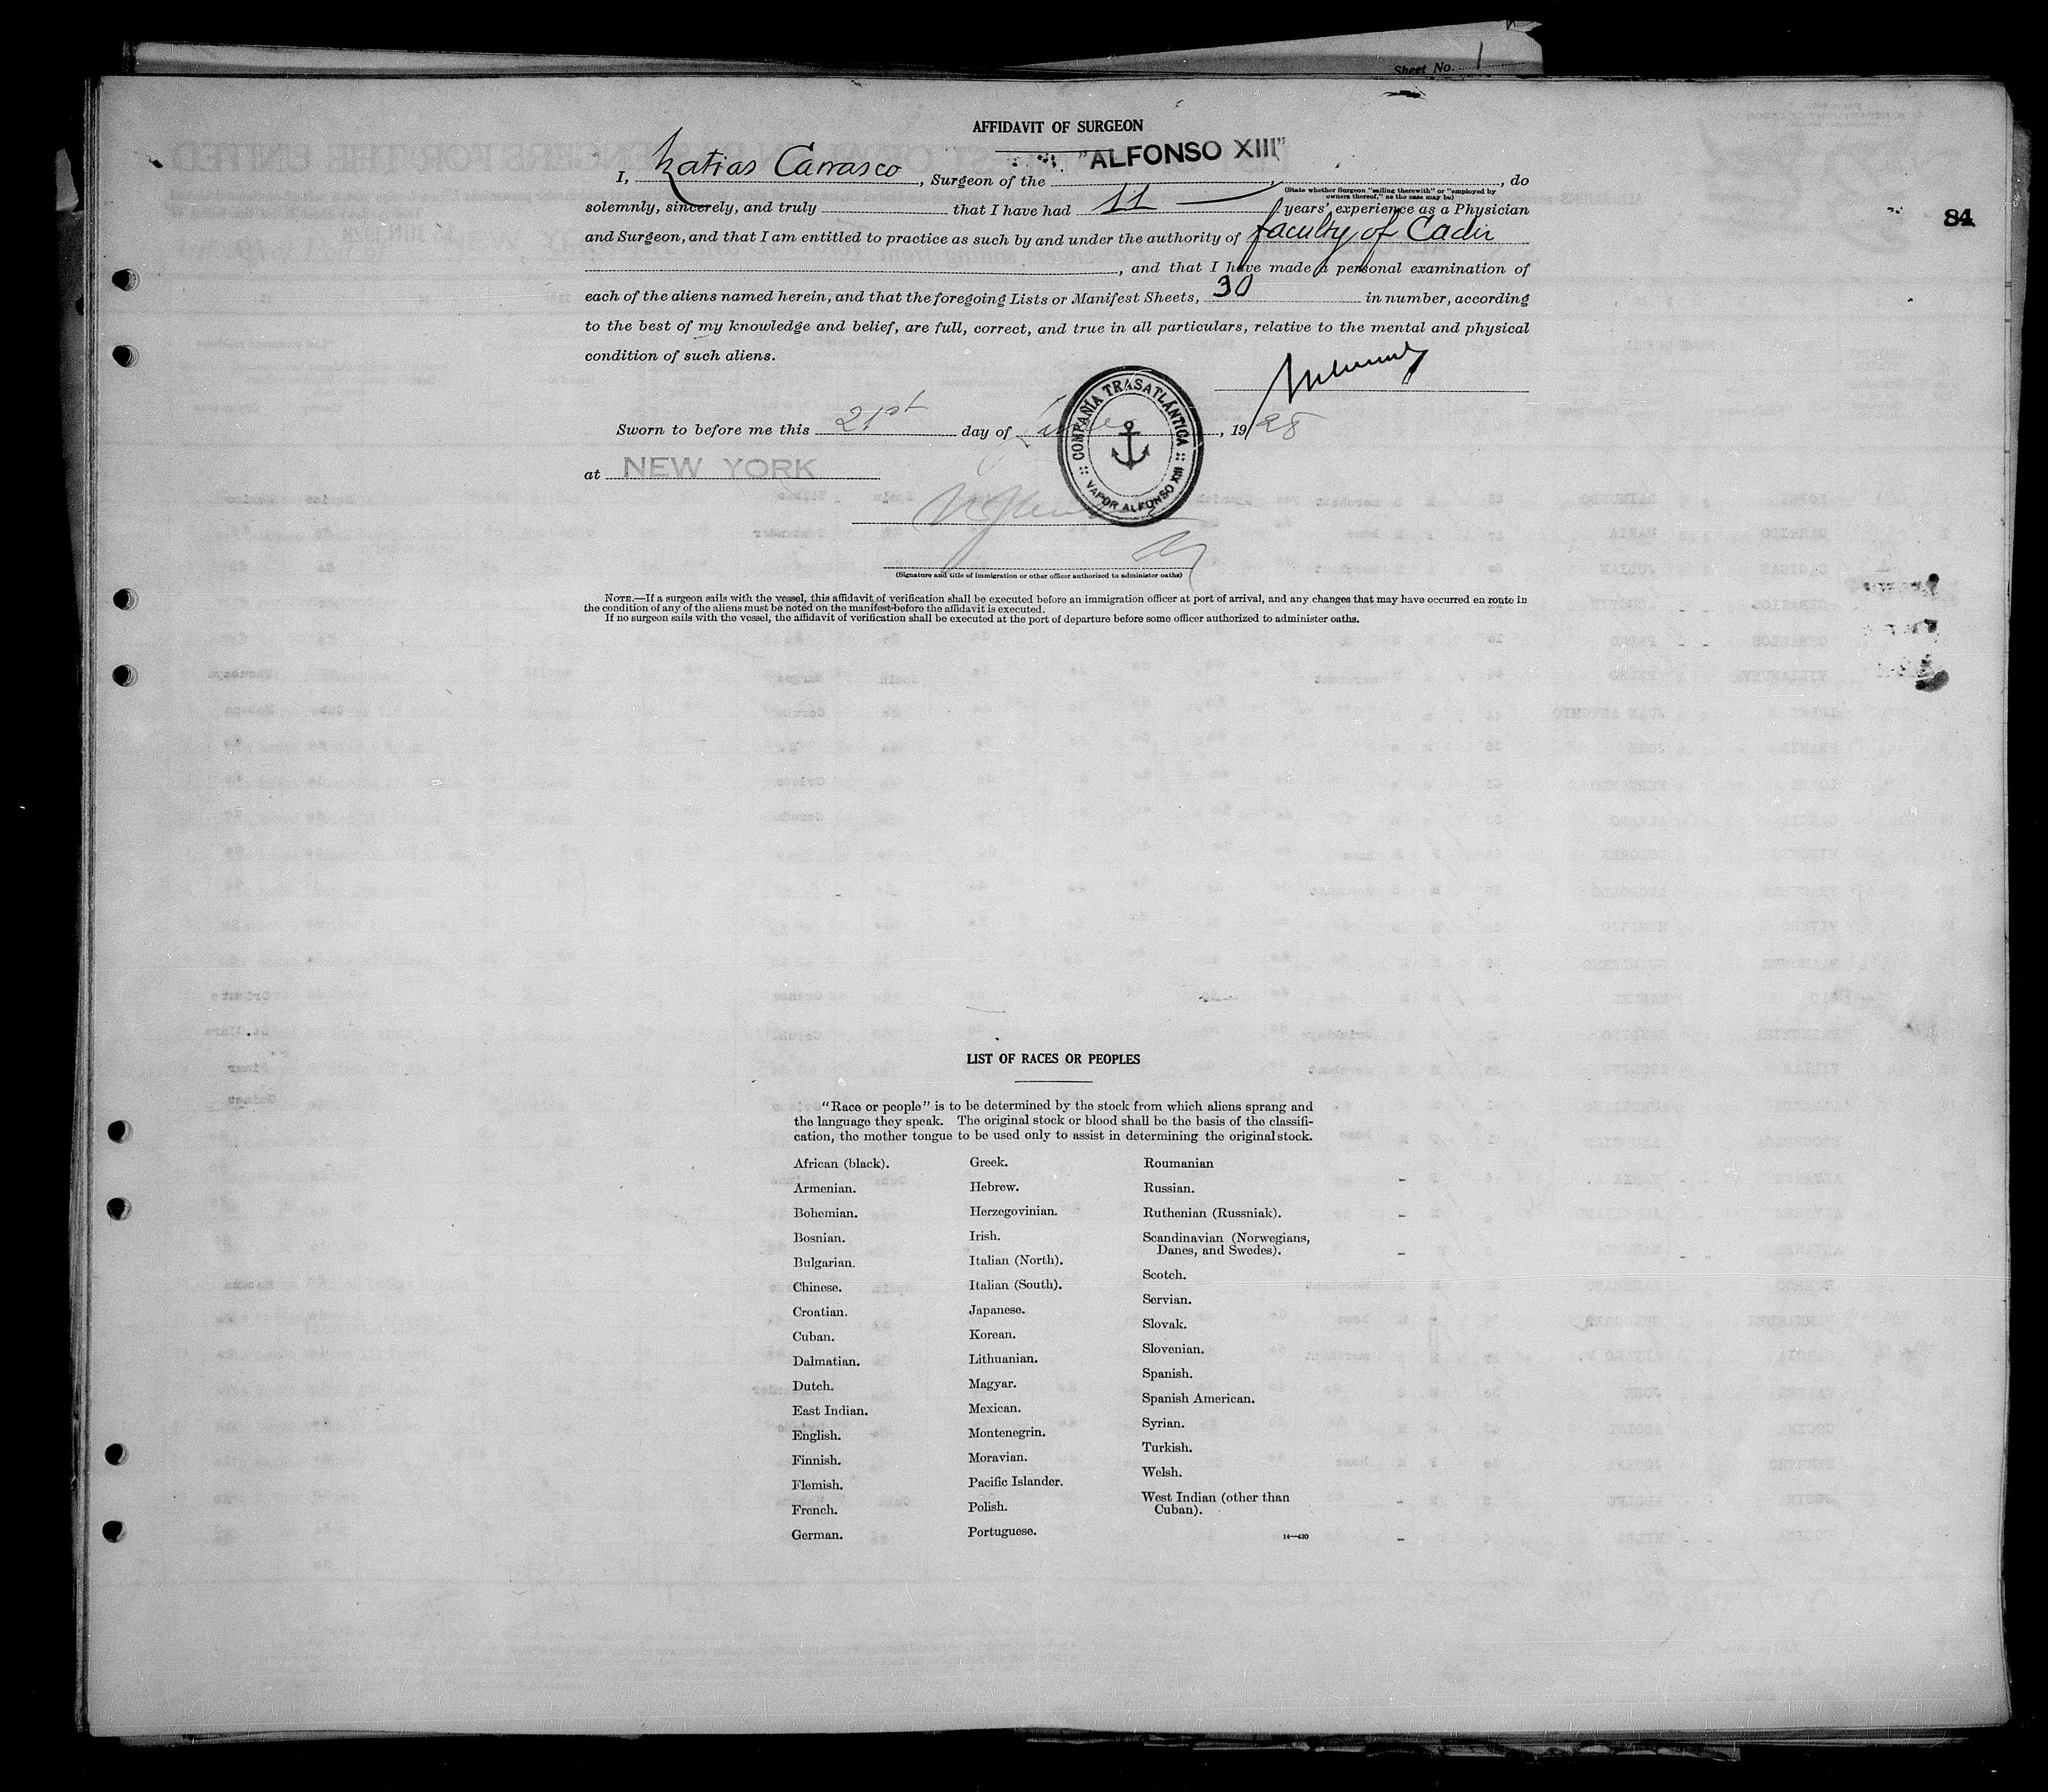 Sheet No. 1
AFFIDAVIT OF SURGEON
I, Matias Carrasco, Surgeon of the "ALFONSO XIII", , do
(State whether Surgeon "sailing therewith" or "employed by
owners thereof," as the case may be)
solemnly, sincerely, and truly that I have had 11 years' experience as a Physician
84
and Surgeon, and that I am entitled to practice as such by and under the authority of faculty of Cadiz
, and that I have made a personal examination of
each of the aliens named herein, and that the foregoing Lists or Manifest Sheets, 30 in number, according
to the best of my knowledge and belief, are full, correct, and true in all particulars, relative to the mental and physical
condition of such aliens.
COMPAÑÍA TRASATLÁNTICA
VAPOR ALFONSO XIII
Sworn to before me this 21st day of June, 1928
at NEW YORK
(Signature and title of immigration or other officer authorized to administer oaths)
NOTE.—If a surgeon sails with the vessel, this affidavit of verification shall be executed before an immigration officer at port of arrival, and any changes that may have occurred en route in
the condition of any of the aliens must be noted on the manifest before the affidavit is executed.
If no surgeon sails with the vessel, the affidavit of verification shall be executed at the port of departure before some officer authorized to administer oaths.
LIST OF RACES OR PEOPLES
"Race or people" is to be determined by the stock from which aliens sprang and
the language they speak. The original stock or blood shall be the basis of the classifi-
cation, the mother tongue to be used only to assist in determining the original stock.
African (black).
Armenian.
Bohemian.
Bosnian.
Bulgarian.
Chinese.
Croatian.
Cuban.
Dalmatian.
Dutch.
East Indian.
English.
Finnish.
Flemish.
French.
German.
Greek.
Hebrew.
Herzegovinian.
Irish.
Italian (North).
Italian (South).
Japanese.
Korean.
Lithuanian.
Magyar.
Mexican.
Montenegrin.
Moravian.
Pacific Islander.
Polish.
Portuguese.
Roumanian
Russian.
Ruthenian (Russniak).
Scandinavian (Norwegians,
Danes, and Swedes).
Scotch.
Servian.
Slovak.
Slovenian.
Spanish.
Spanish American.
Syrian.
Turkish.
Welsh.
West Indian (other than
Cuban).
14—430